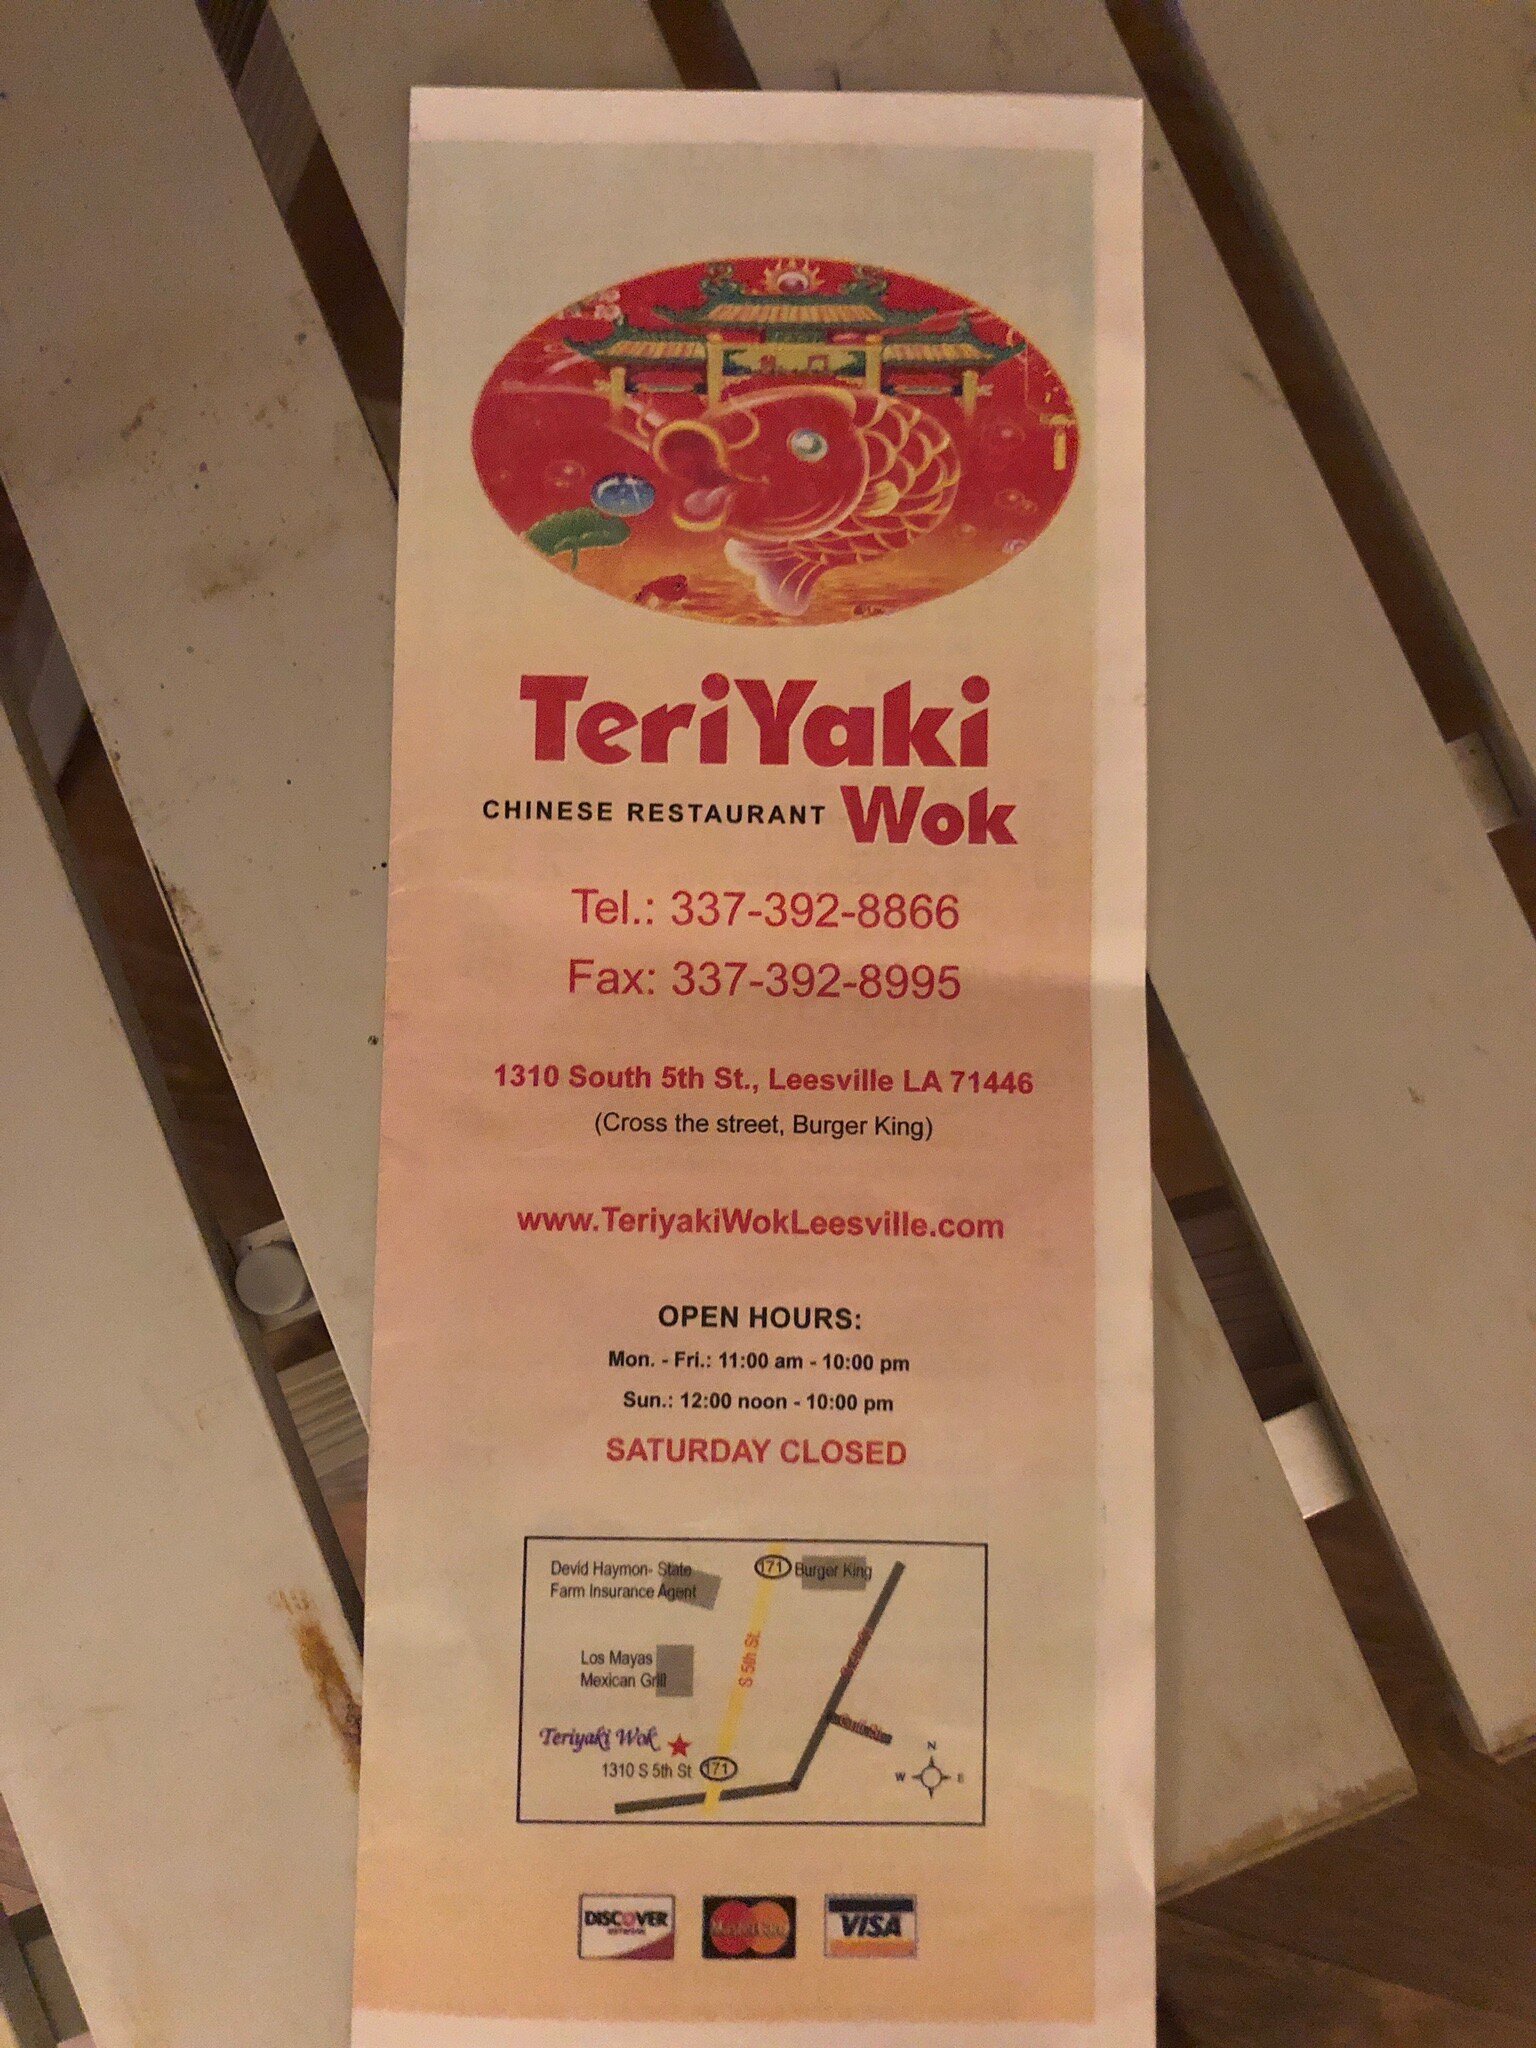 TeriYaki
CHINESE RESTAURANT Wok
Tel.: 337-392-8866
Fax: 337-392-8995
1310 South 5th St., Leesville LA 71446
(Cross the street, Burger King)
www.TeriyakiWokLeesville.com
OPEN HOURS:
Mon. - Fri.: 11:00 am - 10:00 pm
Sun.: 12:00 noon - 10:00 pm
SATURDAY CLOSED
Devid Haymon- State
Farm Insurance Agent
171 Burger King
S 5th St.
Los Mayas
Mexican Grill
Teriyaki Wok
1310 S 5th St 171
N
W E
DISCOVER
NETWORK
MasterCard
VISA